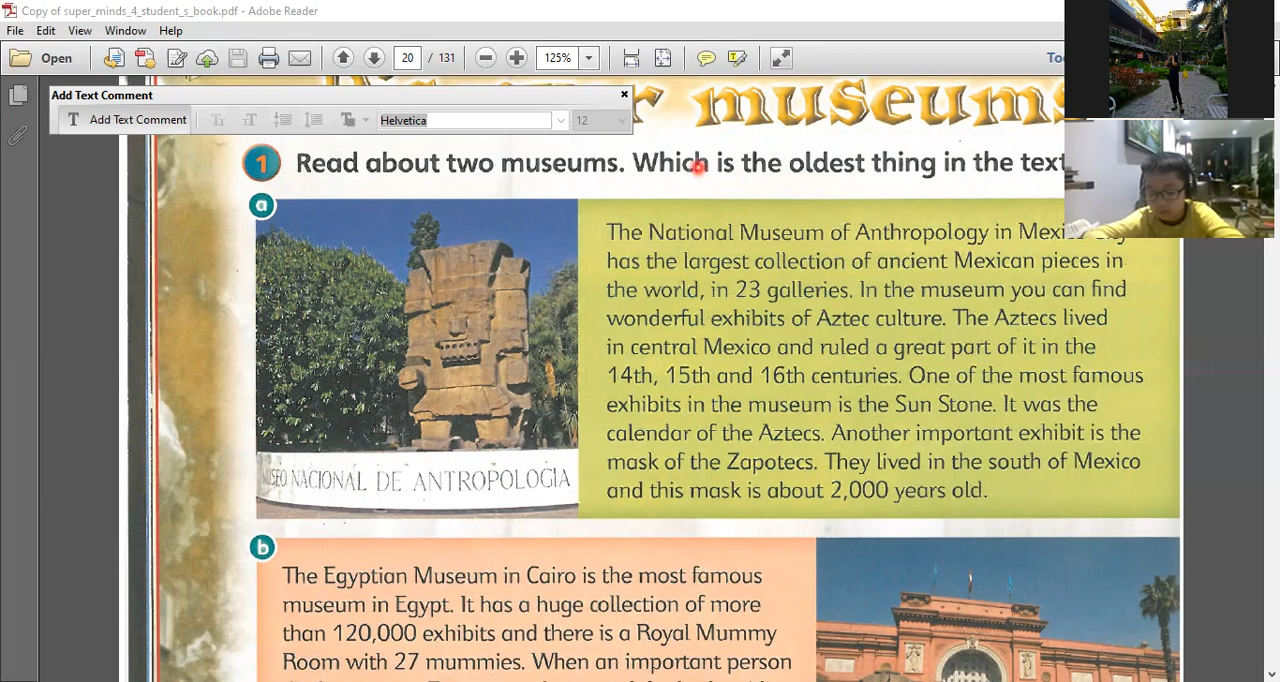 Copy of super_minds_4_student_s_book.pdf - Adobe Reader
File Edit View Window Help
Open 20 / 131 125%
Add Text Comment
Add Text Comment Helvetica 12
museums
1 Read about two museums. Which is the oldest thing in the text
a
The National Museum of Anthropology in
has the largest collection of ancient Mexican pieces in
the world, in 23 galleries. In the museum you can find
wonderful exhibits of Aztec culture. The Aztecs lived
in central Mexico and ruled a great part of it in the
14th, 15th and 16th centuries. One of the most famous
exhibits in the museum is the Sun Stone. It was the
calendar of the Aztecs. Another important exhibit is the
mask of the Zapotecs. They lived in the south of Mexico
and this mask is about 2,000 years old.
MUSEO NACIONAL DE ANTROPOLOGIA
b
The Egyptian Museum in Cairo is the most famous
museum in Egypt. It has a huge collection of more
than 120,000 exhibits and there is a Royal Mummy
Room with 27 mummies. When an important person